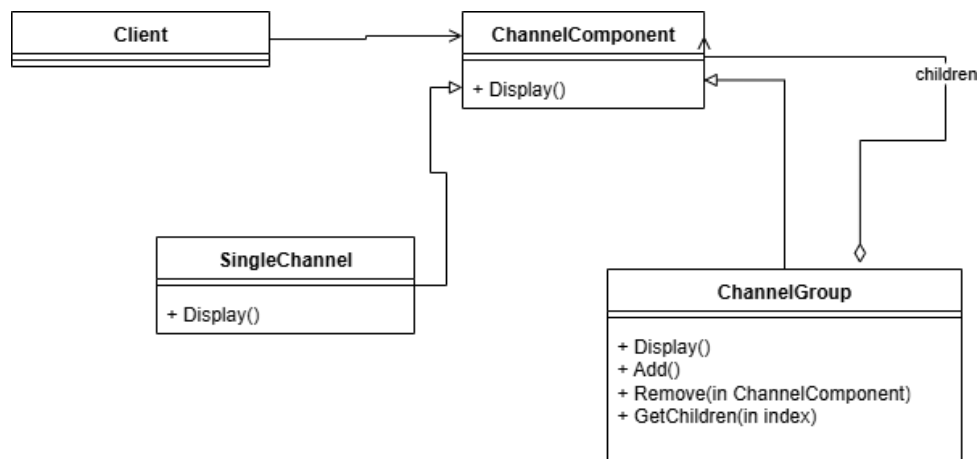 Client
ChannelComponent
+ Display()
children
SingleChannel
+ Display()
ChannelGroup
+ Display()
+ Add()
+ Remove(in ChannelComponent)
+ GetChildren(in index)